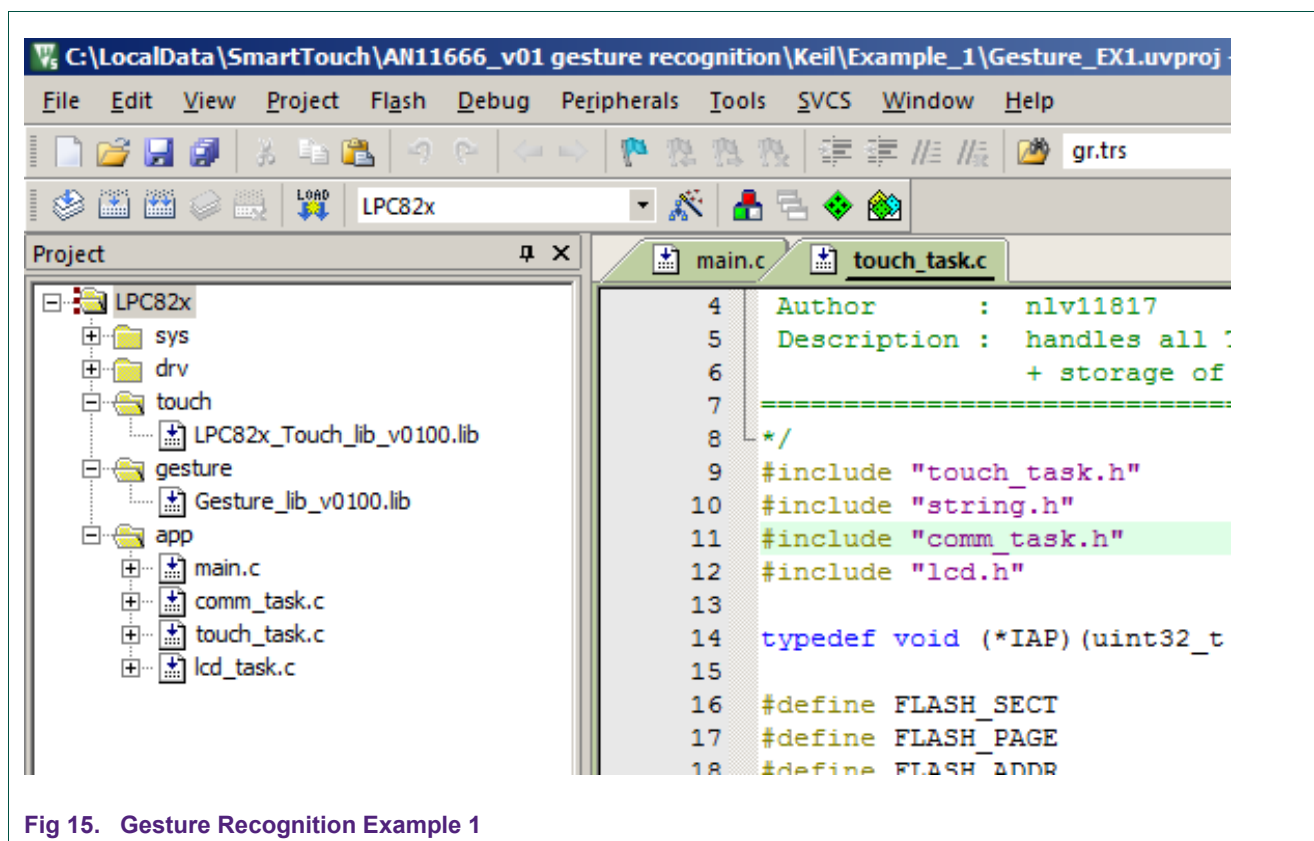 C:\LocalData\SmartTouch\AN11666_v01 gesture recognition\Keil\Example_1\Gesture_EX1.uvproj -
File Edit View Project Flash Debug Peripherals Tools SVCS Window Help
gr.trs
LOAD LPC82x
Project
LPC82x
sys
drv
touch
LPC82x_Touch_lib_v0100.lib
gesture
Gesture_lib_v0100.lib
app
main.c
comm_task.c
touch_task.c
lcd_task.c
main.c touch_task.c
4 Author : nlv11817
5 Description : handles all
6 + storage of
7 ==============================
8 */
9 #include "touch_task.h"
10 #include "string.h"
11 #include "comm_task.h"
12 #include "lcd.h"
13
14 typedef void (*IAP)(uint32_t
15
16 #define FLASH_SECT
17 #define FLASH_PAGE
18 #define FLASH_ADDR
Fig 15. Gesture Recognition Example 1